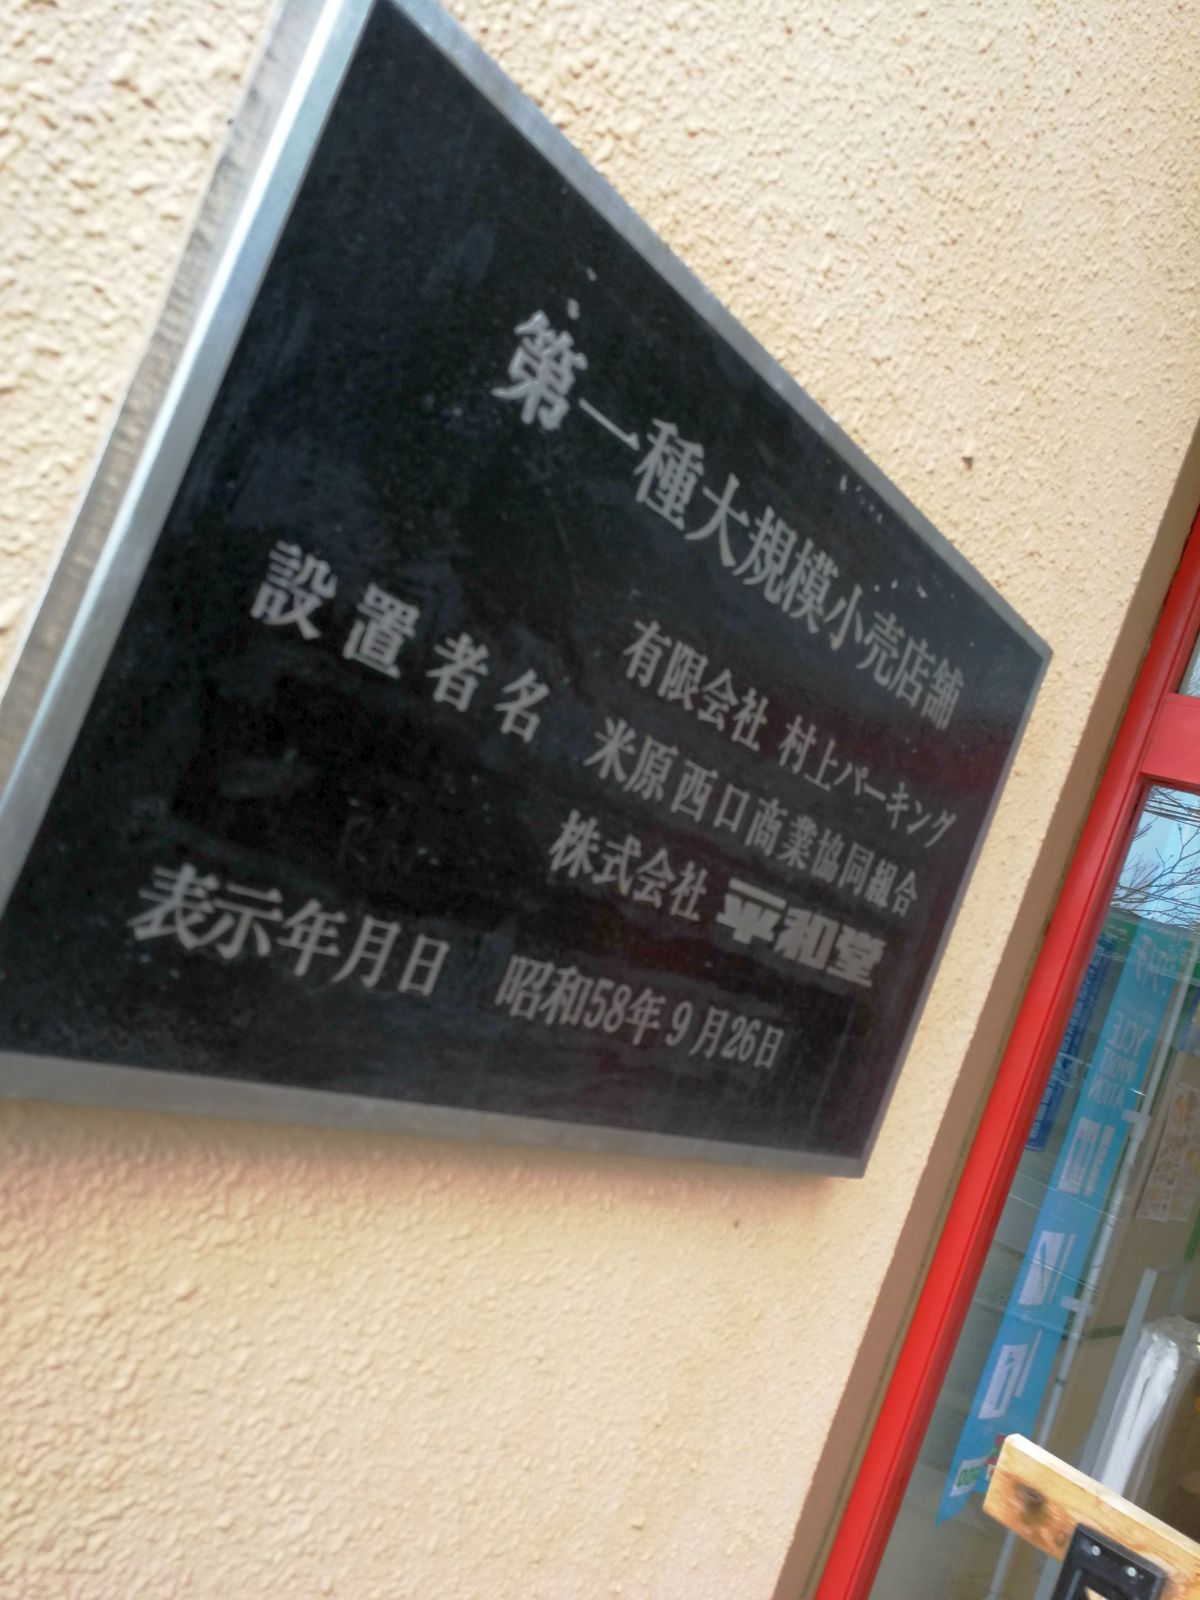 第一種大規模小売店舗
有限会社 村上パーキング
設置者名 米原西口商業協同組合
株式会社 平和堂
表示年月日 昭和58年9月26日